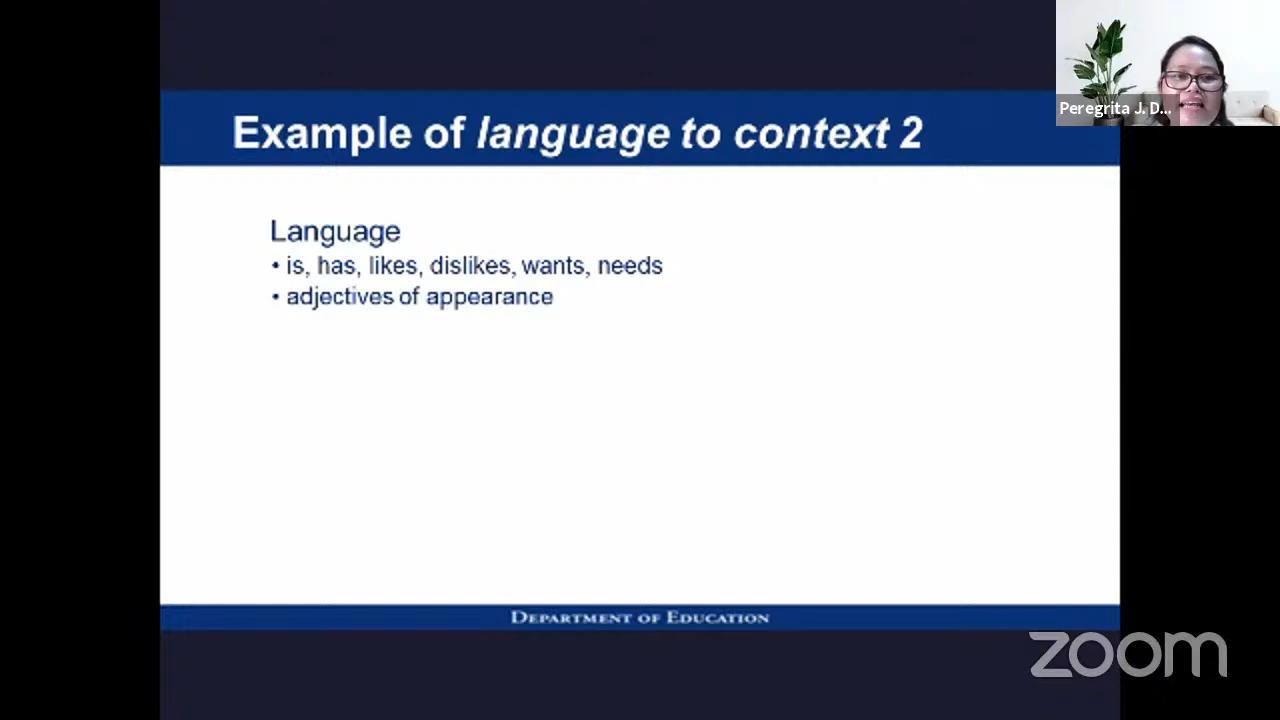 Peregrita J. D...
Example of language to context 2
Language
• is, has, likes, dislikes, wants, needs
• adjectives of appearance
DEPARTMENT OF EDUCATION
zoom